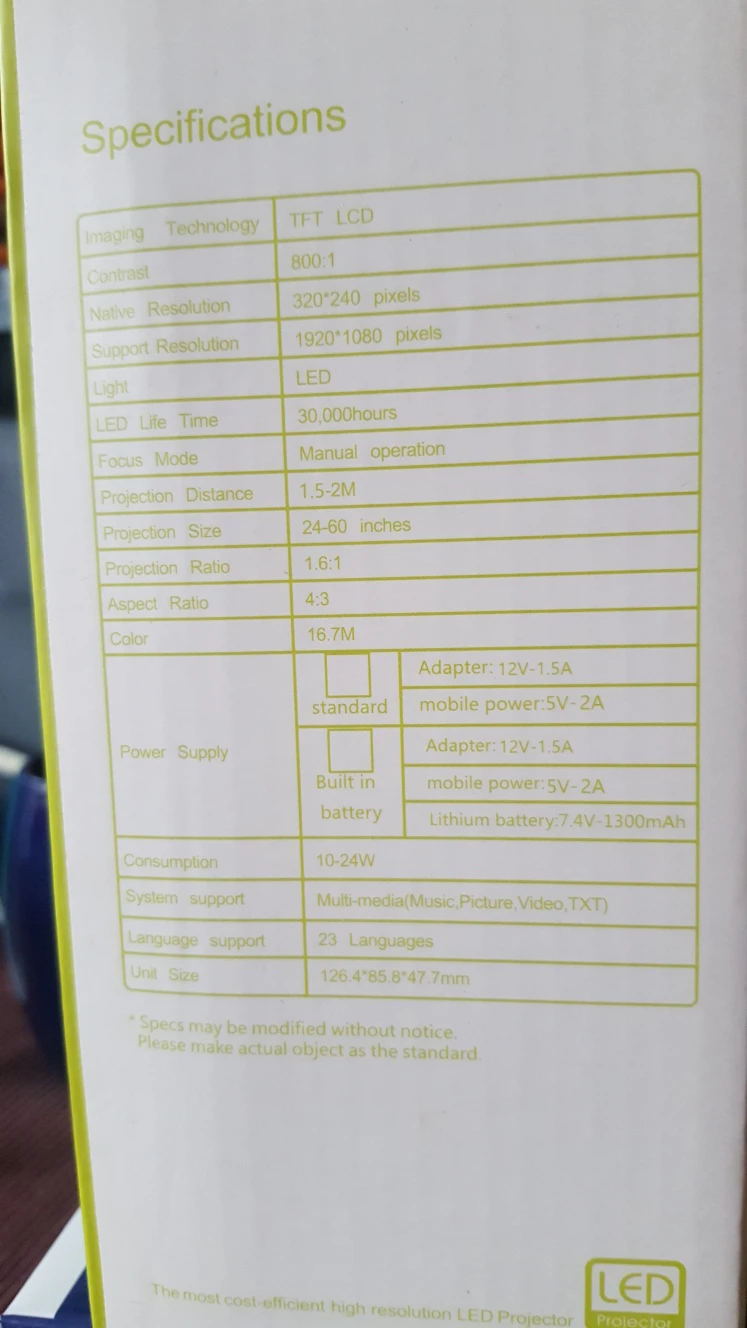 Specifications
Imaging Technology TFT LCD
Contrast 800:1
Native Resolution 320*240 pixels
Support Resolution 1920*1080 pixels
Light LED
LED Life Time 30,000hours
Focus Mode Manual operation
Projection Distance 1.5-2M
Projection Size 24-60 inches
Projection Ratio 1.6:1
Aspect Ratio 4:3
Color 16.7M
Power Supply
standard
Adapter: 12V-1.5A
mobile power:5V-2A
Built in
battery
Adapter: 12V-1.5A
mobile power:5V-2A
Lithium battery:7.4V-1300mAh
Consumption 10-24W
System support Multi-media(Music,Picture,Video,TXT)
Language support 23 Languages
Unit Size 126.4*85.8*47.7mm
* Specs may be modified without notice.
Please make actual object as the standard.
The most cost-efficient high resolution LED Projector
LED
Projector